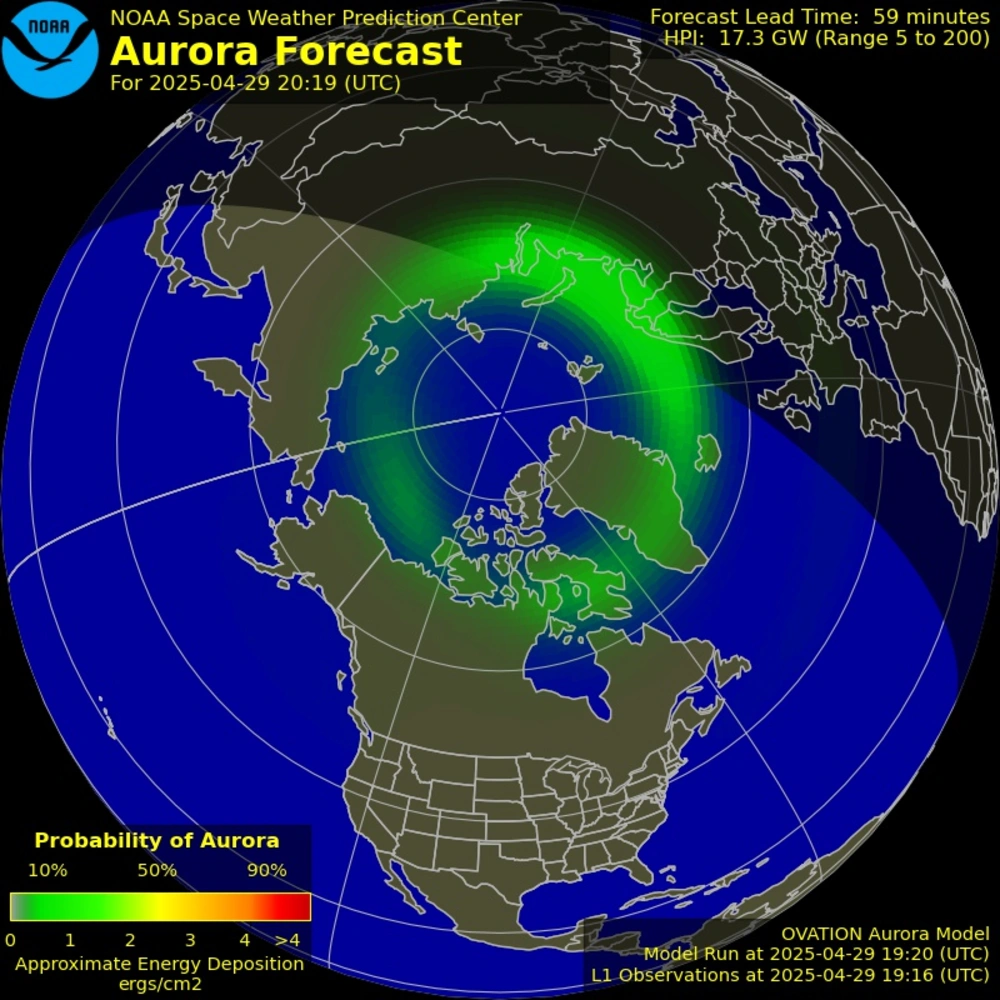 NOAA
NOAA Space Weather Prediction Center
Aurora Forecast
For 2025-04-29 20:19 (UTC)
Forecast Lead Time: 59 minutes
HPI: 17.3 GW (Range 5 to 200)
Probability of Aurora
10% 50% 90%
0 1 2 3 4 >4
Approximate Energy Deposition
ergs/cm2
OVATION Aurora Model
Model Run at 2025-04-29 19:20 (UTC)
L1 Observations at 2025-04-29 19:16 (UTC)